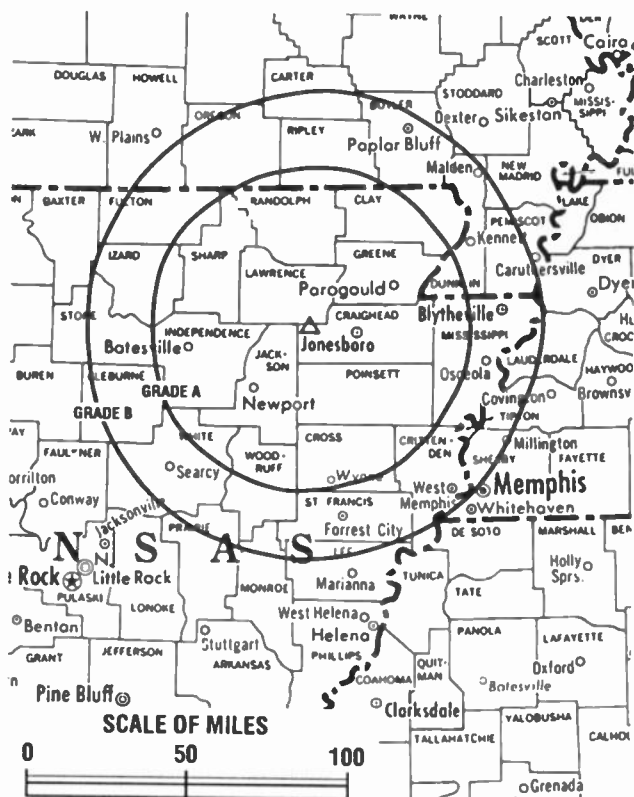 WAYNE
SCOTT
Cairo
DOUGLAS
HOWELL
CARTER
STODDARD
Charleston
MISSIS-
SIPPI
OREGON
BUTLER
Dexter
Sikeston
W. Plains
RIPLEY
Poplar Bluff
Malden
NEW
MADRID
BAXTER
FULTON
RANDOLPH
CLAY
LAKE
PEMISCOT
OBION
Kennett
IZARD
SHARP
GREENE
LAWRENCE
Caruthersville
DYER
Paragould
DUNKLIN
Dyer
STONE
INDEPENDENCE
CRAIGHEAD
Blytheville
MISSISSIPPI
Batesville
JACK-
SON
Jonesboro
LAUDERDALE
Osceola
HAYWOO
BUREN
CLEBURNE
POINSETT
GRADE A
Newport
Covington
Brownsv
GRADE B
TIPTON
WHITE
CROSS
CRITTEN-
DEN
Millington
FAULKNER
WOOD-
RUFF
SHELBY
FAYETTE
Searcy
Wynne
orrilton
Conway
ST FRANCIS
West
Memphis
Memphis
Jacksonville
PRAIRIE
Forrest City
Whitehaven
N S A S
LEE
DE SOTO
MARSHALL
BEN
N
e Rock
Little Rock
MONROE
Marianna
TUNICA
Holly
Sprs.
PULASKI
LONOKE
TATE
Benton
West Helena
Helena
PANOLA
Stuttgart
GRANT
JEFFERSON
ARKANSAS
PHILLIPS
QUIT-
MAN
LAFAYETTE
Oxford
COAHOMA
Batesville
Pine Bluff
Clarksdale
YALOBUSHA
SCALE OF MILES
TALLAHATCHIE
CALHOU
0 50 100
Grenada